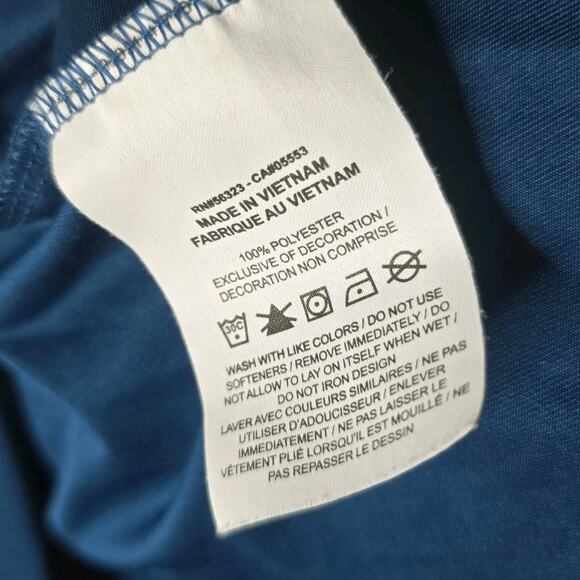 RN#56323 - CA#05553
MADE IN VIETNAM
FABRIQUE AU VIETNAM
100% POLYESTER
EXCLUSIVE OF DECORATION /
DECORATION NON COMPRISE
30C
WASH WITH LIKE COLORS / DO NOT USE
SOFTENERS / REMOVE IMMEDIATELY / DO
NOT ALLOW TO LAY ON ITSELF WHEN WET /
DO NOT IRON DESIGN
LAVER AVEC COULEURS SIMILAIRES / NE PAS
UTILISER D'ADOUCISSEUR / ENLEVER
IMMEDIATEMENT / NE PAS LAISSER LE
VÊTEMENT PLIÉ LORSQU'IL EST MOUILLÉ / NE
PAS REPASSER LE DESSIN